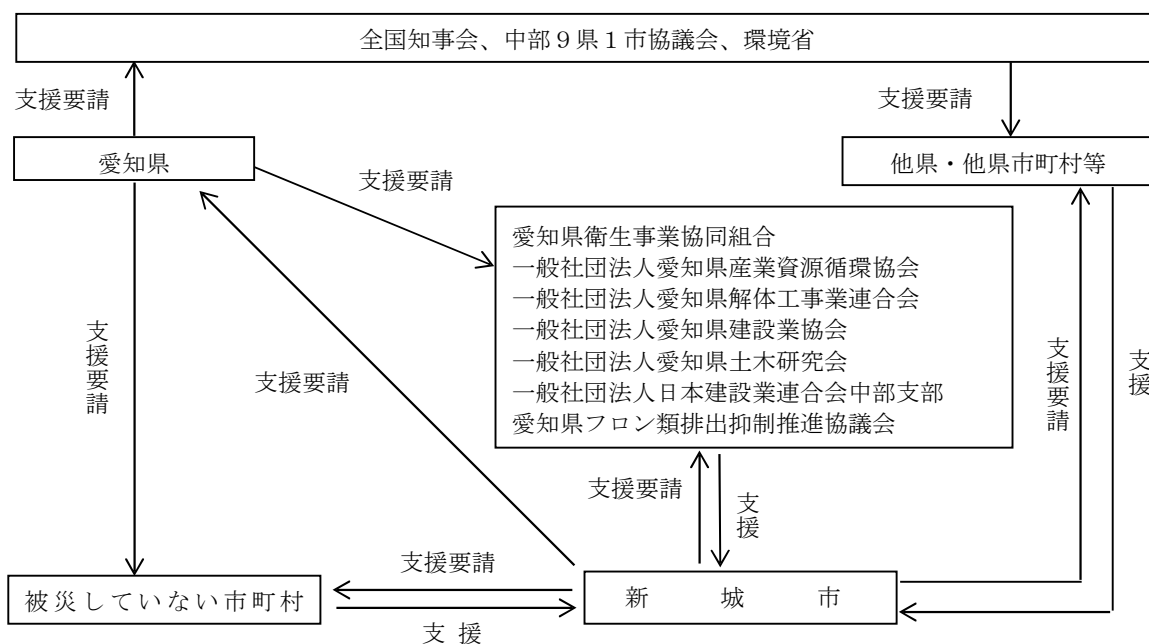 全国知事会、中部９県１市協議会、環境省
支援要請
支援要請
愛知県
他県・他県市町村等
支援要請
愛知県衛生事業協同組合
一般社団法人愛知県産業資源循環協会
一般社団法人愛知県解体工事業連合会
一般社団法人愛知県建設業協会
一般社団法人愛知県土木研究会
一般社団法人日本建設業連合会中部支部
愛知県フロン類排出抑制推進協議会
支援要請
支援要請
支援要請
支援
支援要請
支援
支援要請
被災していない市町村
新城市
支援